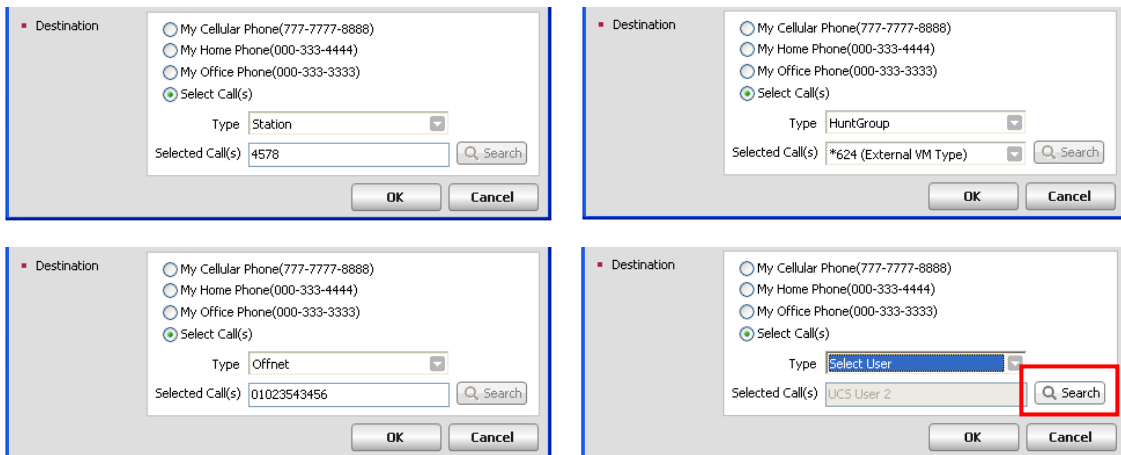 Destination
My Cellular Phone(777-7777-8888)
My Home Phone(000-333-4444)
My Office Phone(000-333-3333)
Select Call(s)
Type Station
Selected Call(s) 4578 Search
OK Cancel
Destination
My Cellular Phone(777-7777-8888)
My Home Phone(000-333-4444)
My Office Phone(000-333-3333)
Select Call(s)
Type HuntGroup
Selected Call(s) *624 (External VM Type) Search
OK Cancel
Destination
My Cellular Phone(777-7777-8888)
My Home Phone(000-333-4444)
My Office Phone(000-333-3333)
Select Call(s)
Type Offnet
Selected Call(s) 01023543456 Search
OK Cancel
Destination
My Cellular Phone(777-7777-8888)
My Home Phone(000-333-4444)
My Office Phone(000-333-3333)
Select Call(s)
Type Select User
Selected Call(s) UCS User 2 Search
OK Cancel